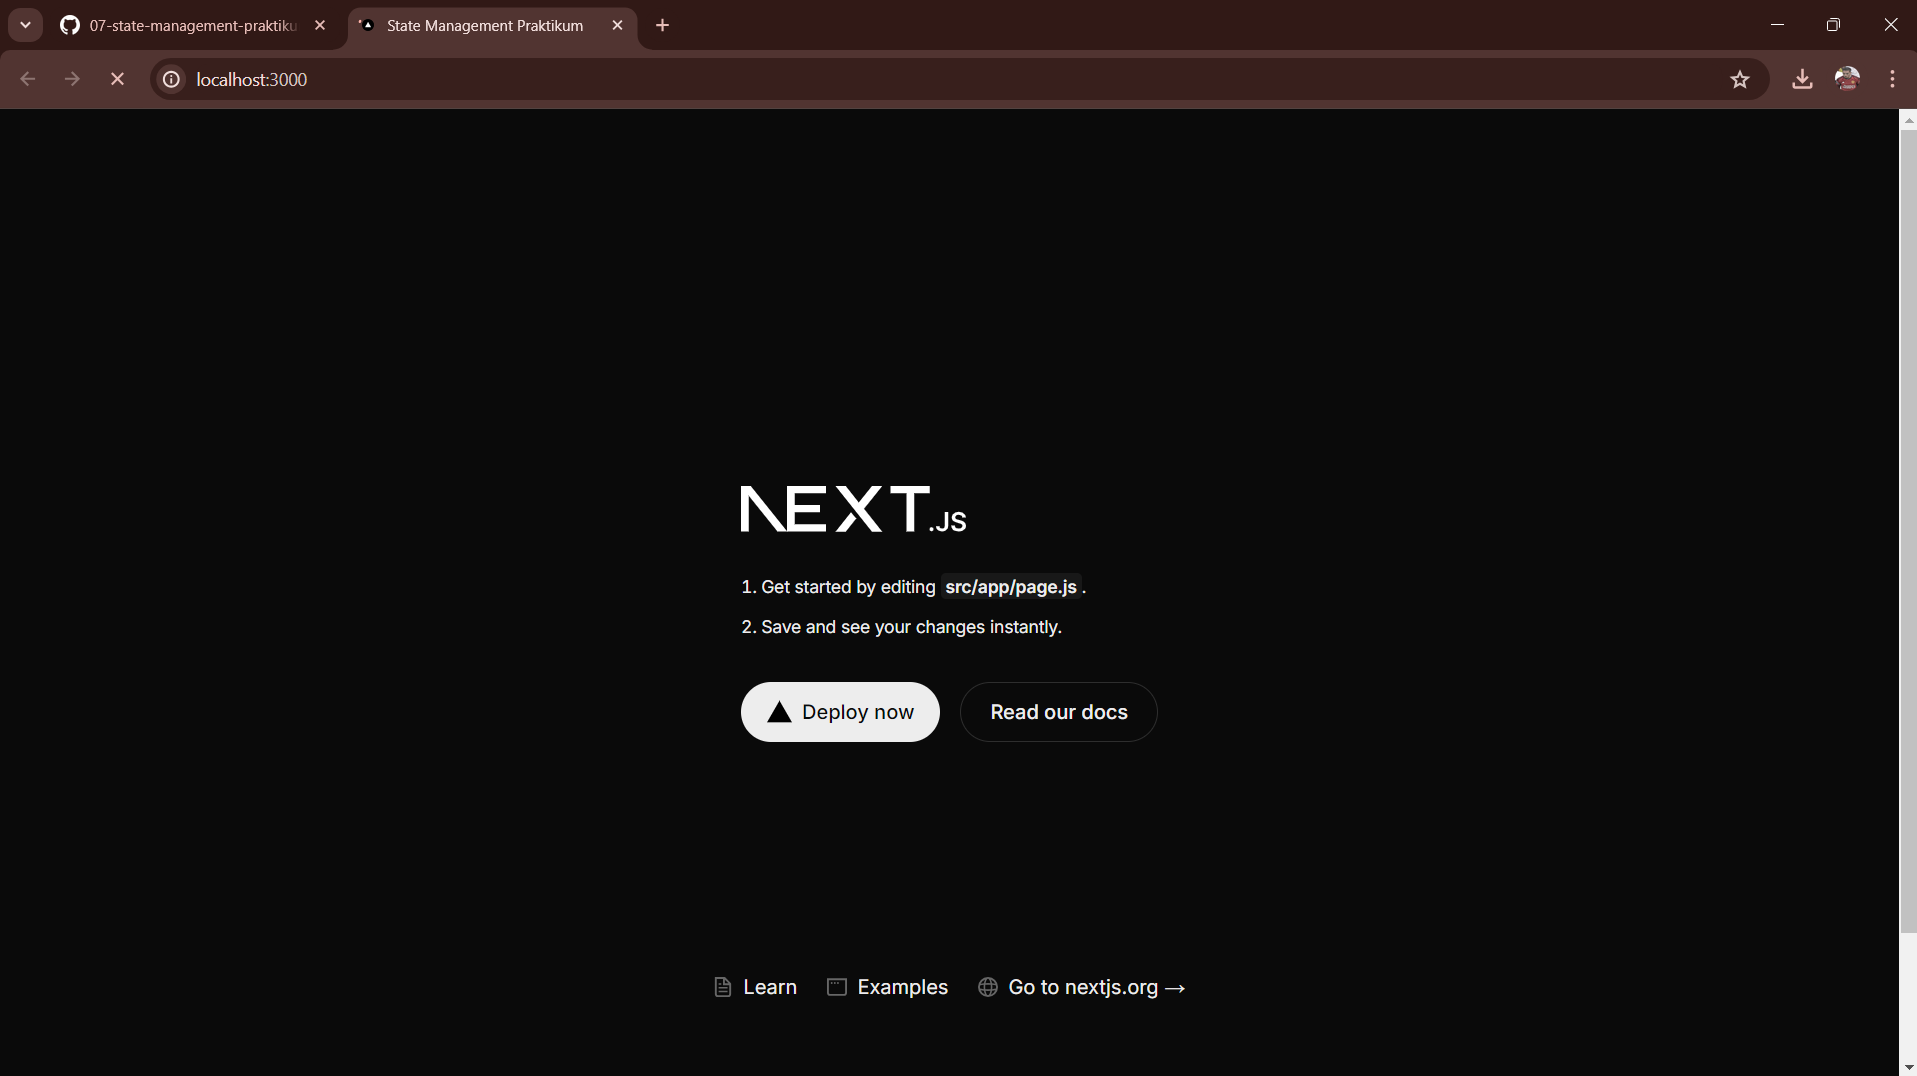 07-state-management-praktiku
State Management Praktikum
localhost:3000
NEXT.JS
1. Get started by editing src/app/page.js.
2. Save and see your changes instantly.
Deploy now
Read our docs
Learn
Examples
Go to nextjs.org →